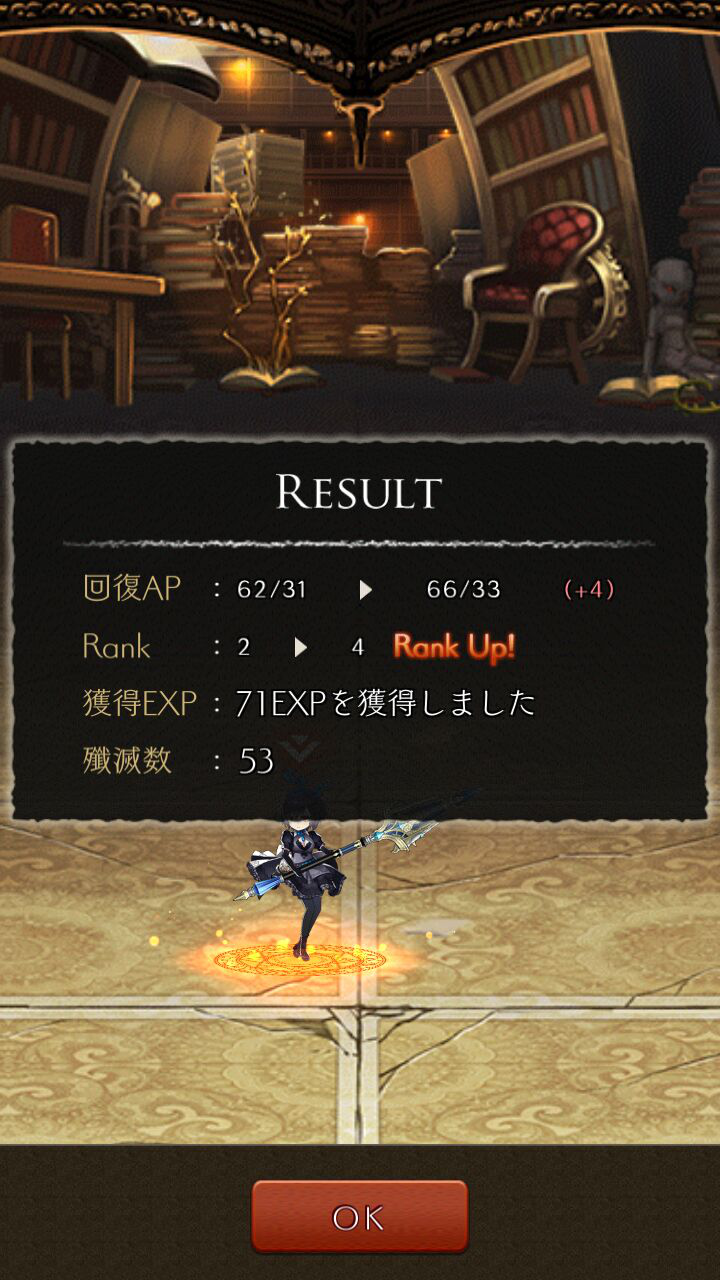 RESULT
回復AP : 62/31 ▶ 66/33 (+4)
Rank : 2 ▶ 4 Rank Up!
獲得EXP : 71EXPを獲得しました
殲滅数 : 53
OK